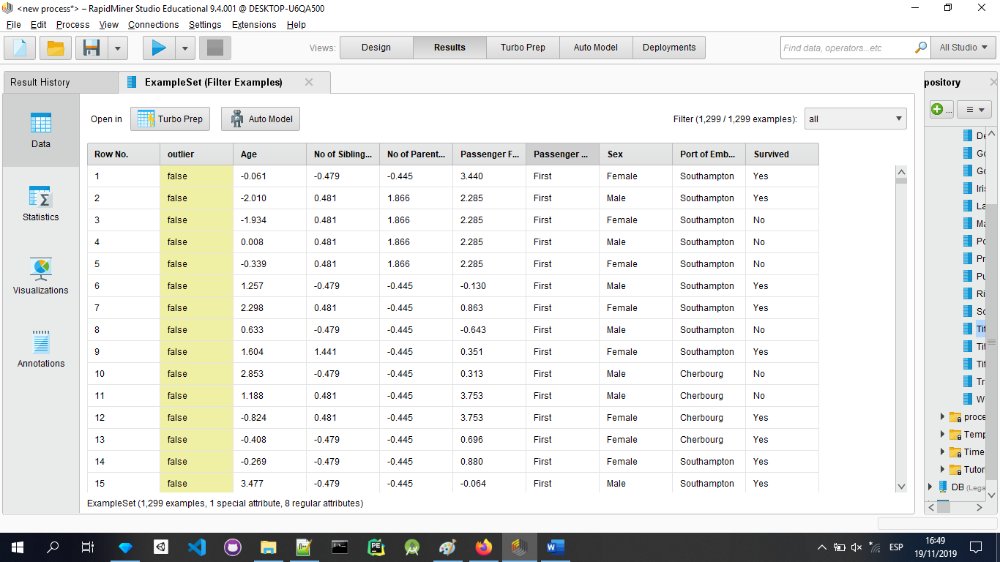 <new process*> – RapidMiner Studio Educational 9.4.001 @ DESKTOP-U6QA500
File Edit Process View Connections Settings Extensions Help
Views: Design Results Turbo Prep Auto Model Deployments Find data, operators...etc All Studio
Result History ExampleSet (Filter Examples) pository
Open in Turbo Prep Auto Model Filter (1,299 / 1,299 examples): all ...
Data
Statistics
Visualizations
Annotations
Row No. outlier Age No of Sibling... No of Parent... Passenger F... Passenger ... Sex Port of Emb... Survived
1 false -0.061 -0.479 -0.445 3.440 First Female Southampton Yes
2 false -2.010 0.481 1.866 2.285 First Male Southampton Yes
3 false -1.934 0.481 1.866 2.285 First Female Southampton No
4 false 0.008 0.481 1.866 2.285 First Male Southampton No
5 false -0.339 0.481 1.866 2.285 First Female Southampton No
6 false 1.257 -0.479 -0.445 -0.130 First Male Southampton Yes
7 false 2.298 0.481 -0.445 0.863 First Female Southampton Yes
8 false 0.633 -0.479 -0.445 -0.643 First Male Southampton No
9 false 1.604 1.441 -0.445 0.351 First Female Southampton Yes
10 false 2.853 -0.479 -0.445 0.313 First Male Cherbourg No
11 false 1.188 0.481 -0.445 3.753 First Male Cherbourg No
12 false -0.824 0.481 -0.445 3.753 First Female Cherbourg Yes
13 false -0.408 -0.479 -0.445 0.696 First Female Cherbourg Yes
14 false -0.269 -0.479 -0.445 0.880 First Female Southampton Yes
15 false 3.477 -0.479 -0.445 -0.064 First Male Southampton Yes
ExampleSet (1,299 examples, 1 special attribute, 8 regular attributes)
De
Go
Go
Iris
La
Ma
Po
Pr
Pu
Ri
So
Tit
Tit
Tit
Tr
W
proce
Temp
Time
Tutor
DB (Lega
ESP 16:49
19/11/2019